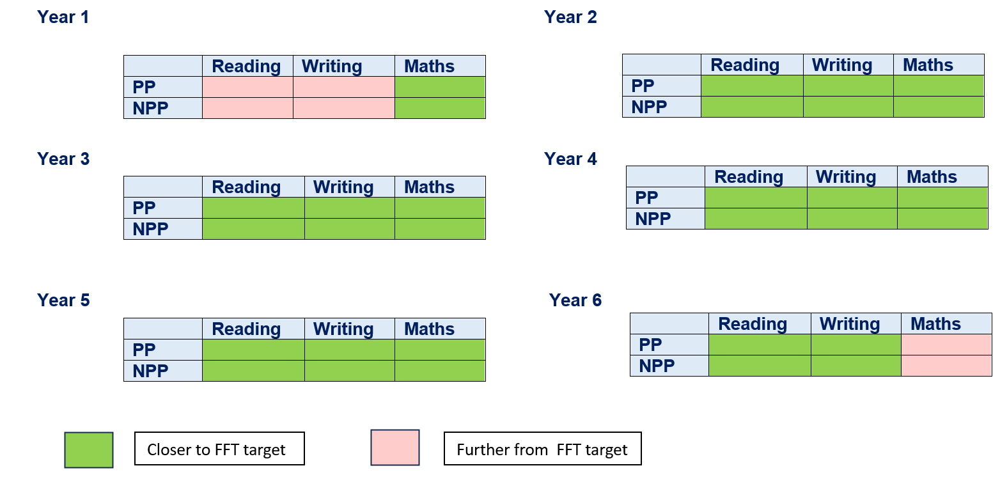 Year 1
Reading Writing Maths
PP
NPP
Year 2
Reading Writing Maths
PP
NPP
Year 3
Reading Writing Maths
PP
NPP
Year 4
Reading Writing Maths
PP
NPP
Year 5
Reading Writing Maths
PP
NPP
Year 6
Reading Writing Maths
PP
NPP
Closer to FFT target
Further from FFT target